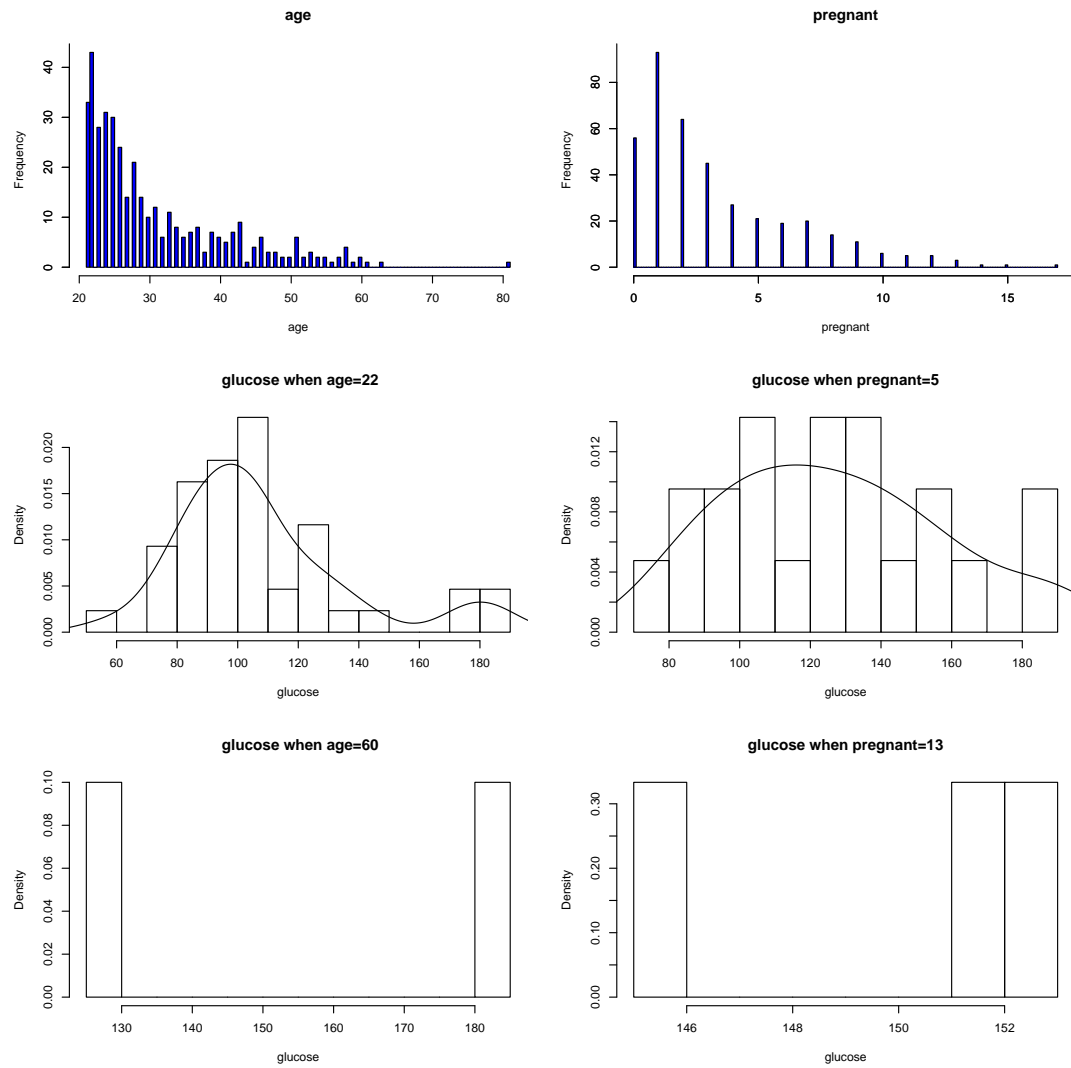 age
Frequency
0
10
20
30
40
20 30 40 50 60 70 80
age
pregnant
Frequency
0
20
40
60
80
0 5 10 15
pregnant
glucose when age=22
Density
0.000
0.005
0.010
0.015
0.020
60 80 100 120 140 160 180
glucose
glucose when pregnant=5
Density
0.000
0.004
0.008
0.012
80 100 120 140 160 180
glucose
glucose when age=60
Density
0.00
0.02
0.04
0.06
0.08
0.10
130 140 150 160 170 180
glucose
glucose when pregnant=13
Density
0.00
0.10
0.20
0.30
146 148 150 152
glucose